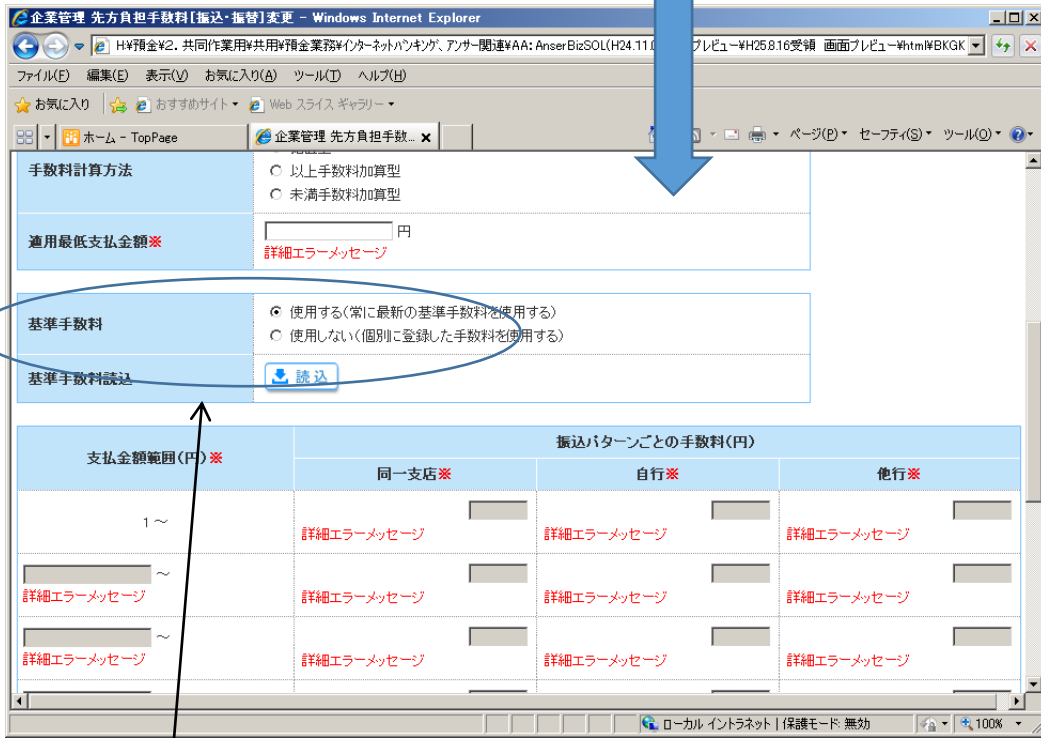 企業管理 先方負担手数料[振込・振替]変更 - Windows Internet Explorer
H¥預金¥2．共同作業用¥共用¥預金業務¥インターネットバンキング、アンサー関連¥AA: AnserBizSOL(H24.11. プレビュー¥H25.8.16受領 画面プレビュー¥html¥BKGK
ファイル(F) 編集(E) 表示(V) お気に入り(A) ツール(T) ヘルプ(H)
お気に入り おすすめサイト Web スライス ギャラリー
ホーム - TopPage 企業管理 先方負担手数... ページ(P) セーフティ(S) ツール(O)
手数料計算方法
以上手数料加算型
未満手数料加算型
適用最低支払金額※ 円
詳細エラーメッセージ
基準手数料
使用する(常に最新の基準手数料を使用する)
使用しない(個別に登録した手数料を使用する)
基準手数料読込 読込
支払金額範囲(円)※ 振込パターンごとの手数料(円)
同一支店※ 自行※ 他行※
1～
詳細エラーメッセージ 詳細エラーメッセージ 詳細エラーメッセージ
～
詳細エラーメッセージ 詳細エラーメッセージ 詳細エラーメッセージ 詳細エラーメッセージ
～
詳細エラーメッセージ 詳細エラーメッセージ 詳細エラーメッセージ 詳細エラーメッセージ
ローカル イントラネット | 保護モード: 無効 100%